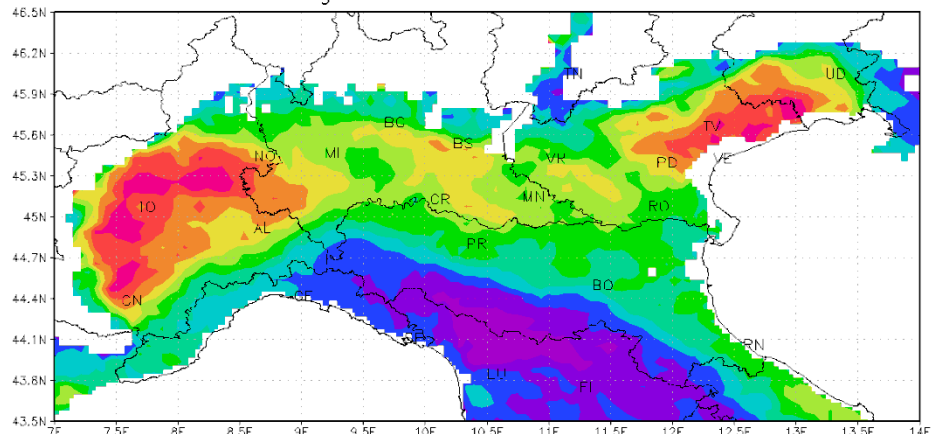 46.5N
46.2N
TN UD
45.9N
BG TV
45.6N BS
NO MI VR PD VE
45.3N
TO CR MN RO
45N AL
PR
44.7N
BO
44.4N CN GE
44.1N
RN
43.8N LU FI
43.5N
7E 7.5E 8E 8.5E 9E 9.5E 10E 10.5E 11E 11.5E 12E 12.5E 13E 13.5E 14E